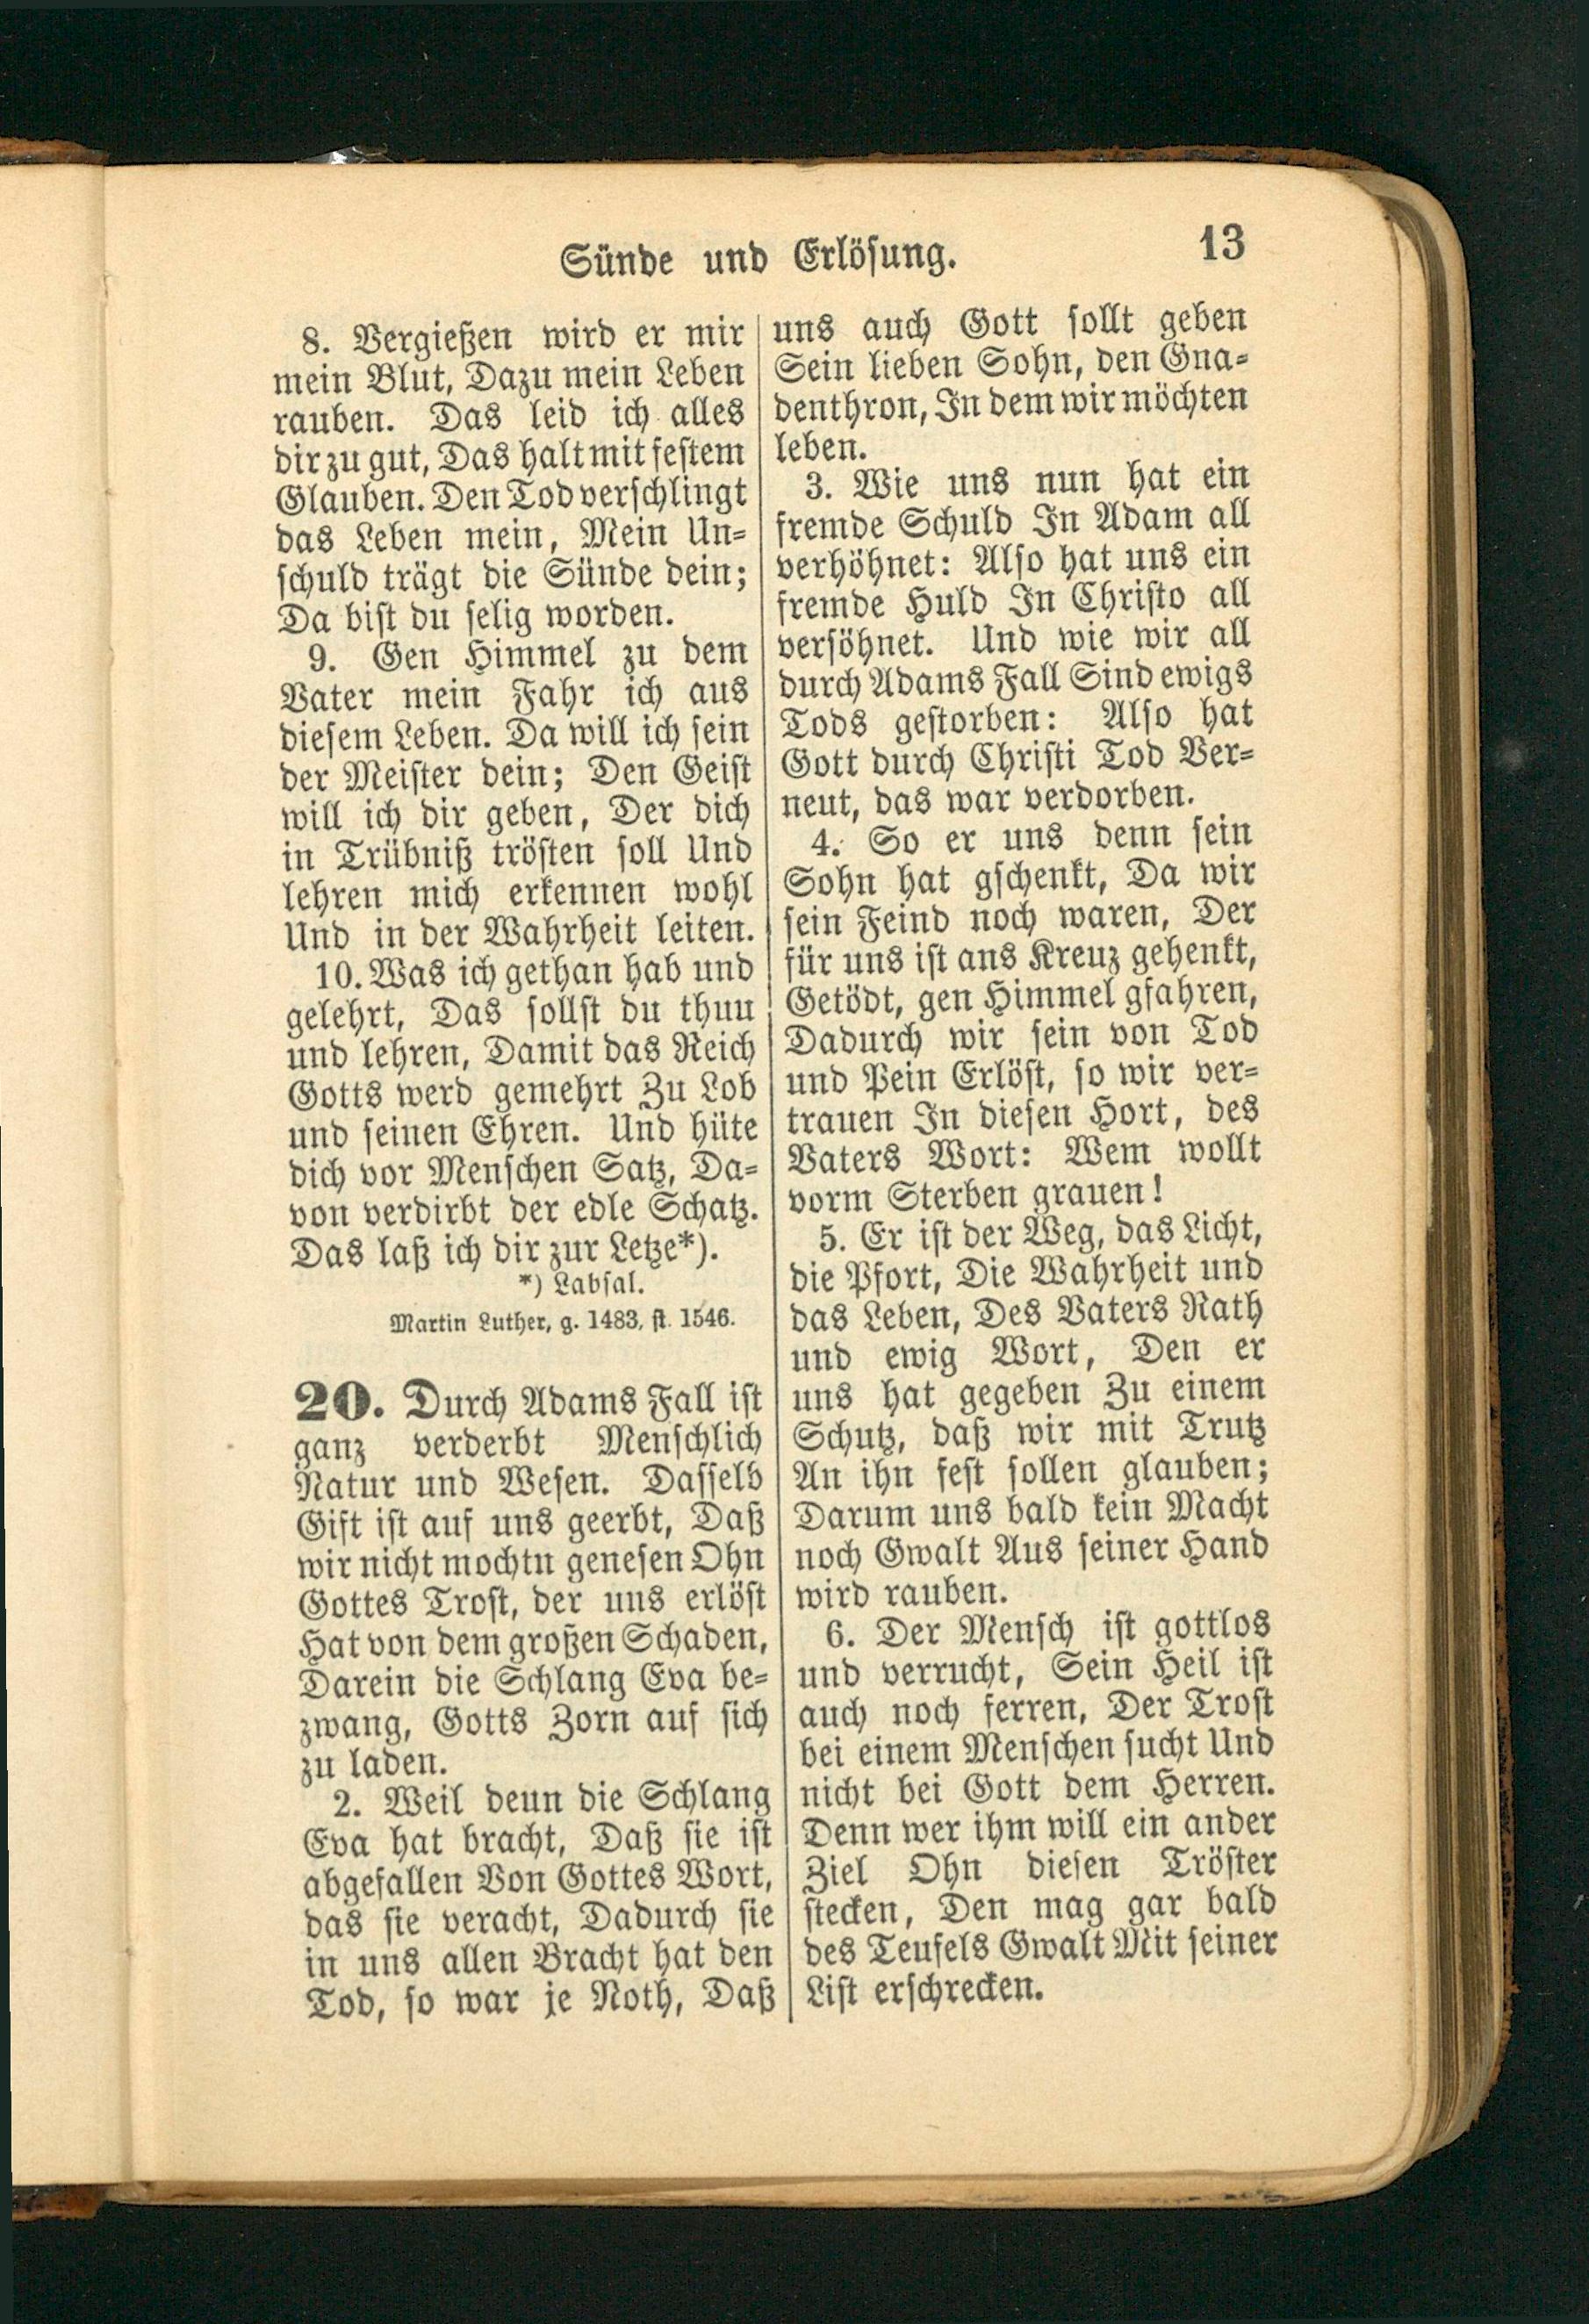 Sünde und Erlösung.
13
8. Vergießen wird er mir
mein Blut, Dazu mein Leben
rauben. Das leid ich alles
dir zu gut, Das halt mit festem
Glauben. Den Tod verschlingt
das Leben mein, Mein Un-
schuld trägt die Sünde dein;
Da bist du selig worden.
9. Gen Himmel zu dem
Vater mein Fahr ich aus
diesem Leben. Da will ich sein
der Meister dein; Den Geist
will ich dir geben, Der dich
in Trübniß trösten soll Und
lehren mich erkennen wohl
Und in der Wahrheit leiten.
10. Was ich gethan hab und
gelehrt, Das sollst du thun
und lehren, Damit das Reich
Gotts werd gemehrt Zu Lob
und seinen Ehren. Und hüte
dich vor Menschen Satz, Da-
von verdirbt der edle Schatz.
Das laß ich dir zur Letze*).
*) Labsal.
Martin Luther, g. 1483, st. 1546.
20. Durch Adams Fall ist
ganz verderbt Menschlich
Natur und Wesen. Dasselb
Gift ist auf uns geerbt, Daß
wir nicht mochtn genesen Ohn
Gottes Trost, der uns erlöst
Hat von dem großen Schaden,
Darein die Schlang Eva be-
zwang, Gotts Zorn auf sich
zu laden.
2. Weil denn die Schlang
Eva hat bracht, Daß sie ist
abgefallen Von Gottes Wort,
das sie veracht, Dadurch sie
in uns allen Bracht hat den
Tod, so war je Noth, Daß
uns auch Gott sollt geben
Sein lieben Sohn, den Gna-
denthron, In dem wir möchten
leben.
3. Wie uns nun hat ein
fremde Schuld In Adam all
verhöhnet: Also hat uns ein
fremde Huld In Christo all
versöhnet. Und wie wir all
durch Adams Fall Sind ewigs
Tods gestorben: Also hat
Gott durch Christi Tod Ver-
neut, das war verdorben.
4. So er uns denn sein
Sohn hat gschenkt, Da wir
sein Feind noch waren, Der
für uns ist ans Kreuz gehenkt,
Getödt, gen Himmel gfahren,
Dadurch wir sein von Tod
und Pein Erlöst, so wir ver-
trauen In diesen Hort, des
Vaters Wort: Wem wollt
vorm Sterben grauen!
5. Er ist der Weg, das Licht,
die Pfort, Die Wahrheit und
das Leben, Des Vaters Rath
und ewig Wort, Den er
uns hat gegeben Zu einem
Schutz, daß wir mit Trutz
An ihn fest sollen glauben;
Darum uns bald kein Macht
noch Gwalt Aus seiner Hand
wird rauben.
6. Der Mensch ist gottlos
und verrucht, Sein Heil ist
auch noch ferren, Der Trost
bei einem Menschen sucht Und
nicht bei Gott dem Herren.
Denn wer ihm will ein ander
Ziel Ohn diesen Tröster
stecken, Den mag gar bald
des Teufels Gwalt Mit seiner
List erschrecken.